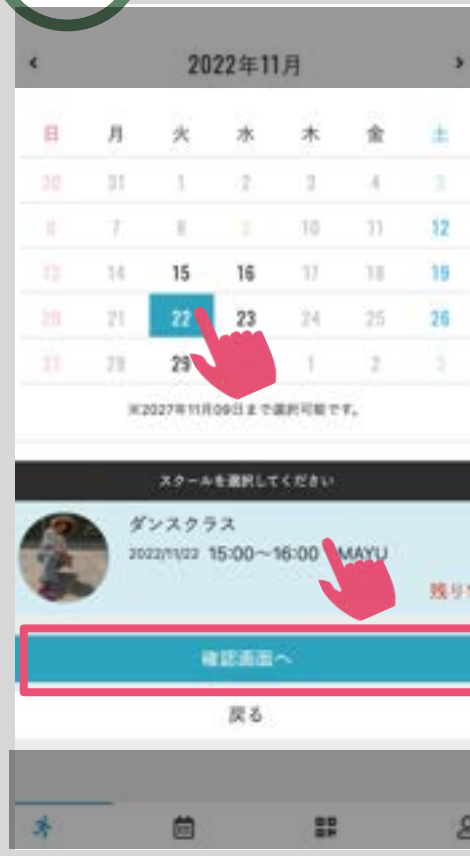 < 2022年11月 >
日 月 火 水 木 金 土
30 31 1 2 3 4 5
6 7 8 9 10 11 12
13 14 15 16 17 18 19
20 21 22 23 24 25 26
27 28 29 1 2 3
※2027年11月09日まで選択可能です。
スクールを選択してください
ダンスクラス
2022/11/22 15:00～16:00 MAYU
残り
確認画面へ
戻る